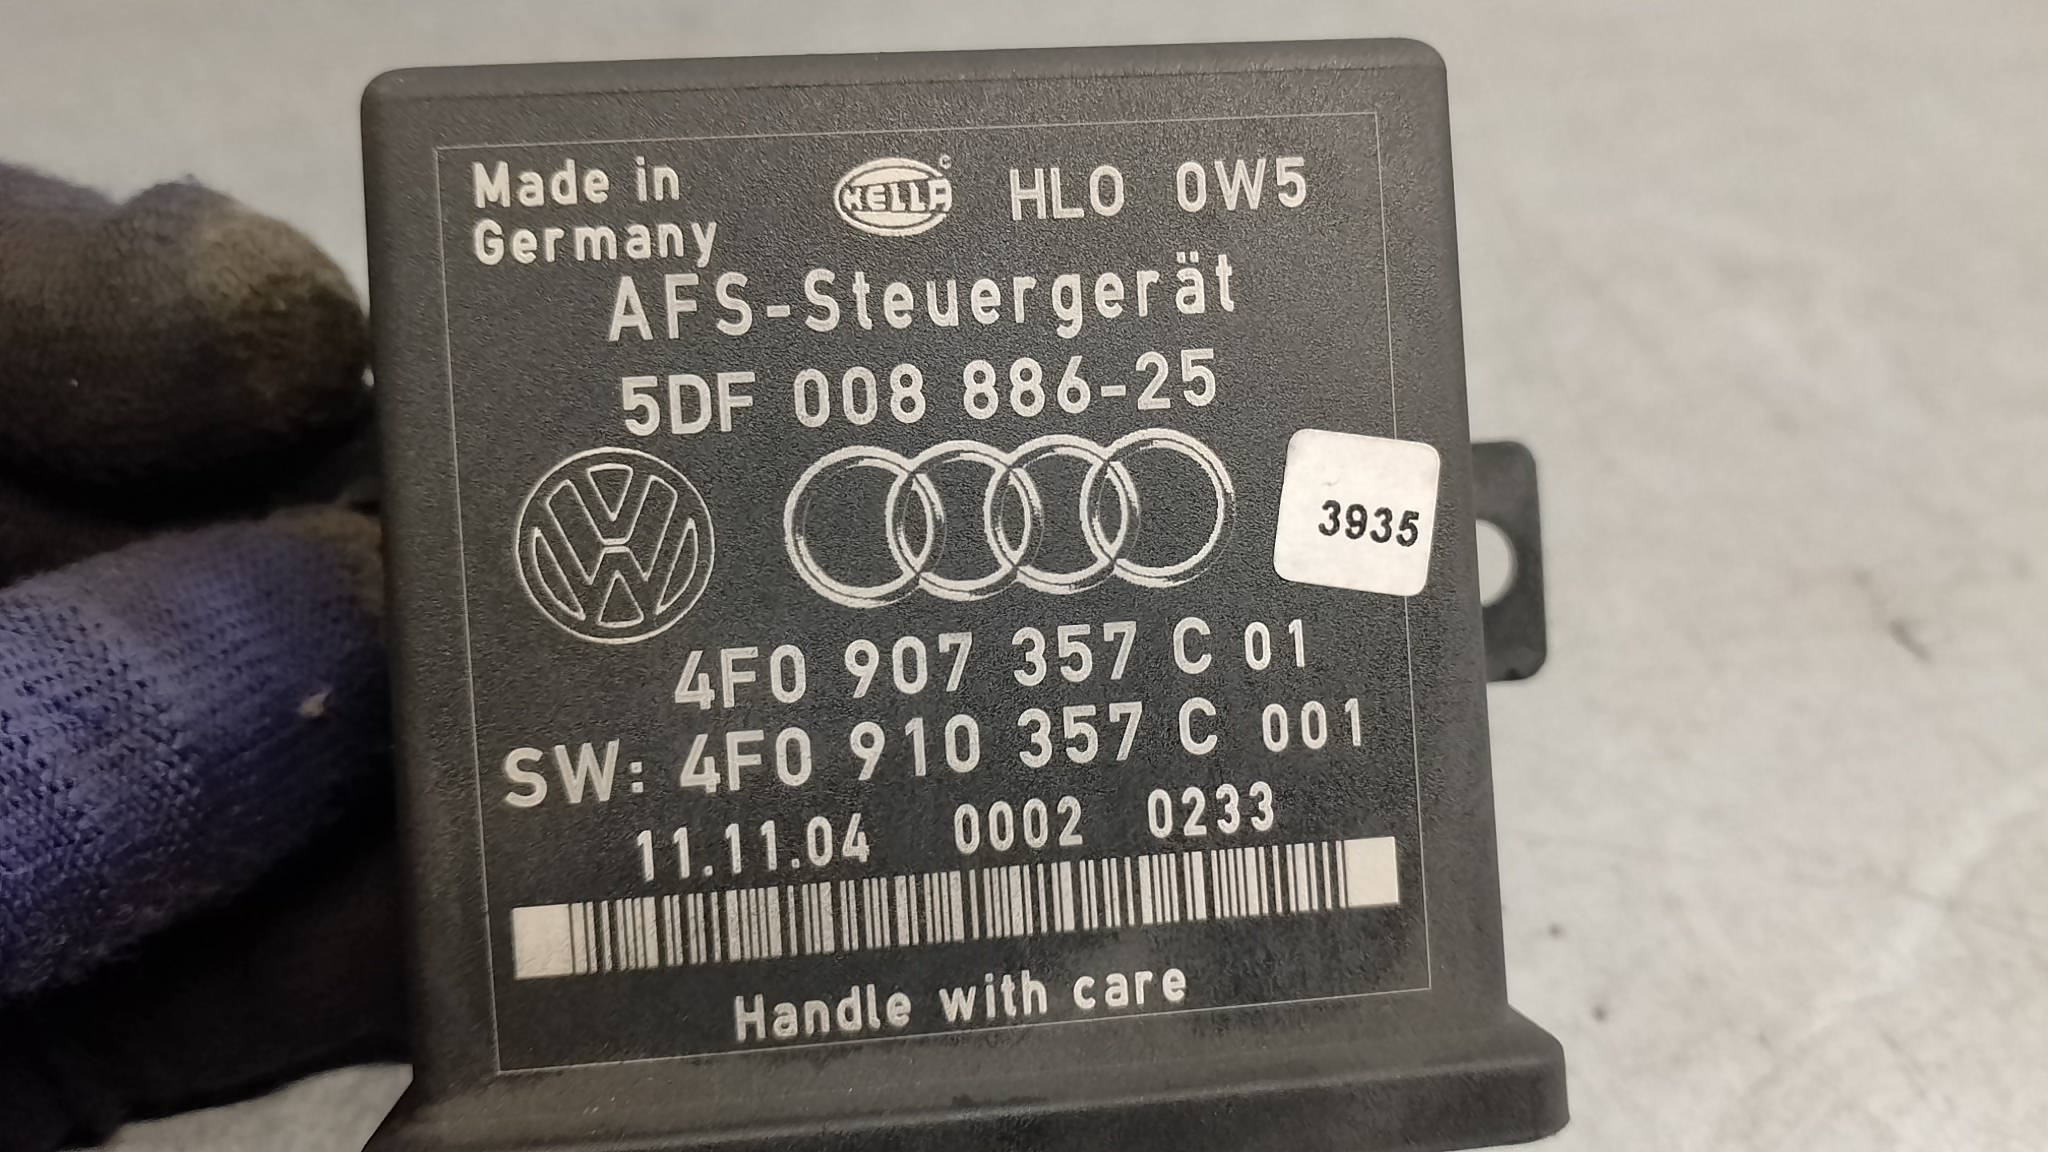 Made in
Germany
HELLA HLO 0W5
AFS-Steuergerät
5DF 008 886-25
3935
4F0 907 357 C 01
SW: 4F0 910 357 C 001
11.11.04 0002 0233
Handle with care